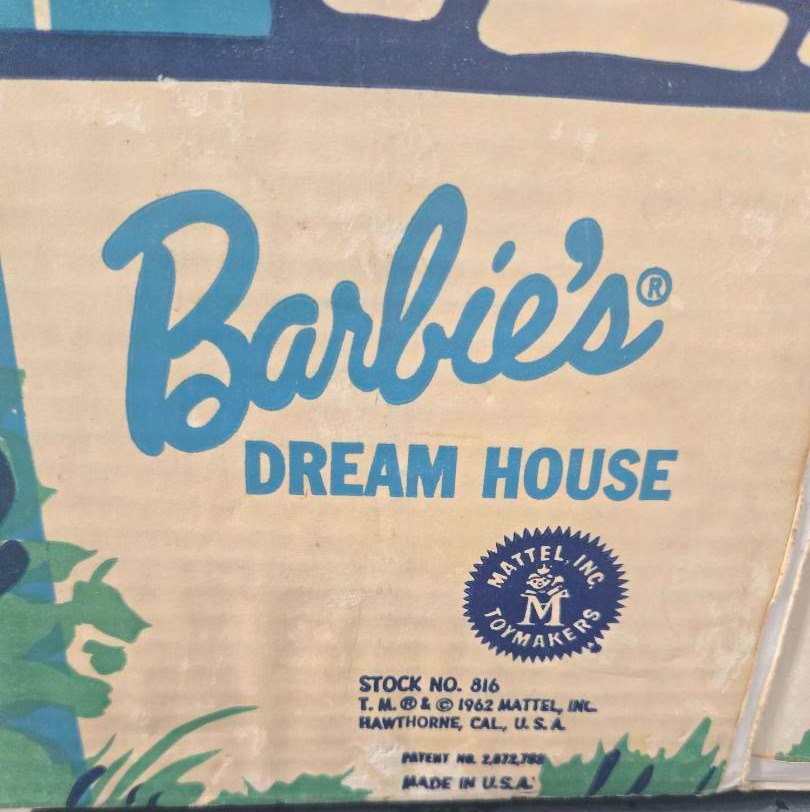 Barbie's®
DREAM HOUSE
MATTEL, INC.
M
TOYMAKERS
STOCK NO. 816
T. M. ® & © 1962 MATTEL, INC.
HAWTHORNE, CAL., U. S. A.
PATENT NO.
MADE IN U.S.A.